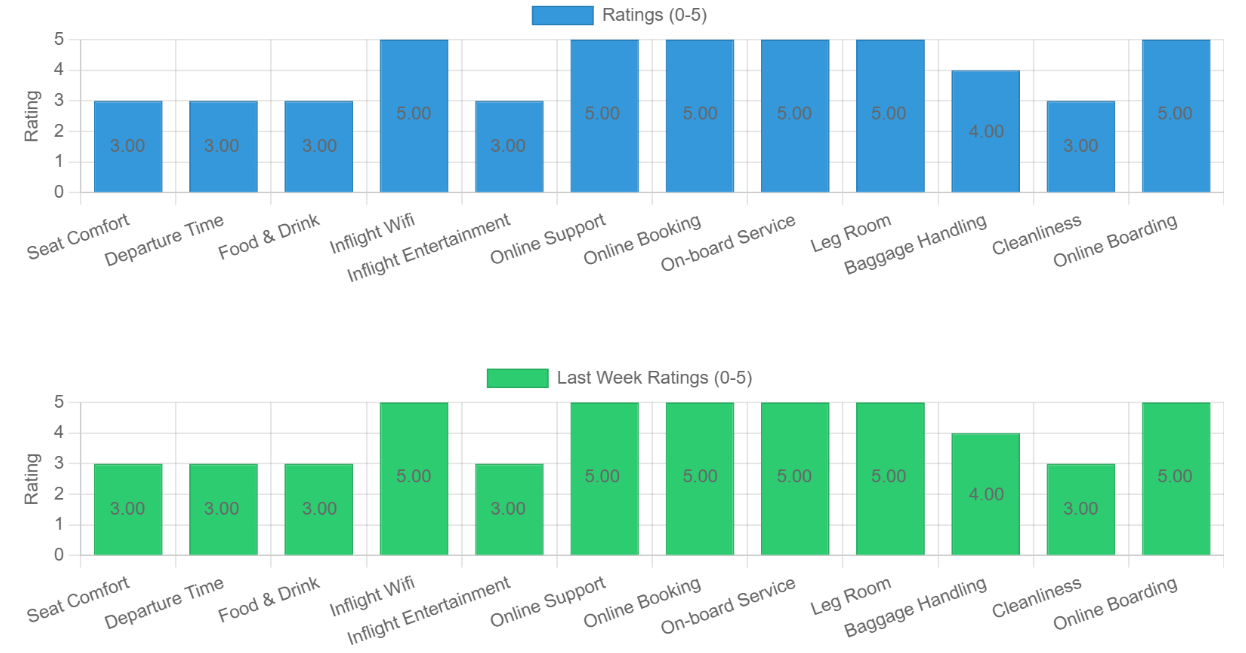 Ratings (0-5)
Rating
5
4
3
2
1
0
3.00
3.00
3.00
5.00
3.00
5.00
5.00
5.00
5.00
4.00
3.00
5.00
Seat Comfort
Departure Time
Food & Drink
Inflight Wifi
Inflight Entertainment
Online Support
Online Booking
On-board Service
Leg Room
Baggage Handling
Cleanliness
Online Boarding
Last Week Ratings (0-5)
Rating
5
4
3
2
1
0
3.00
3.00
3.00
5.00
3.00
5.00
5.00
5.00
5.00
4.00
3.00
5.00
Seat Comfort
Departure Time
Food & Drink
Inflight Wifi
Inflight Entertainment
Online Support
Online Booking
On-board Service
Leg Room
Baggage Handling
Cleanliness
Online Boarding